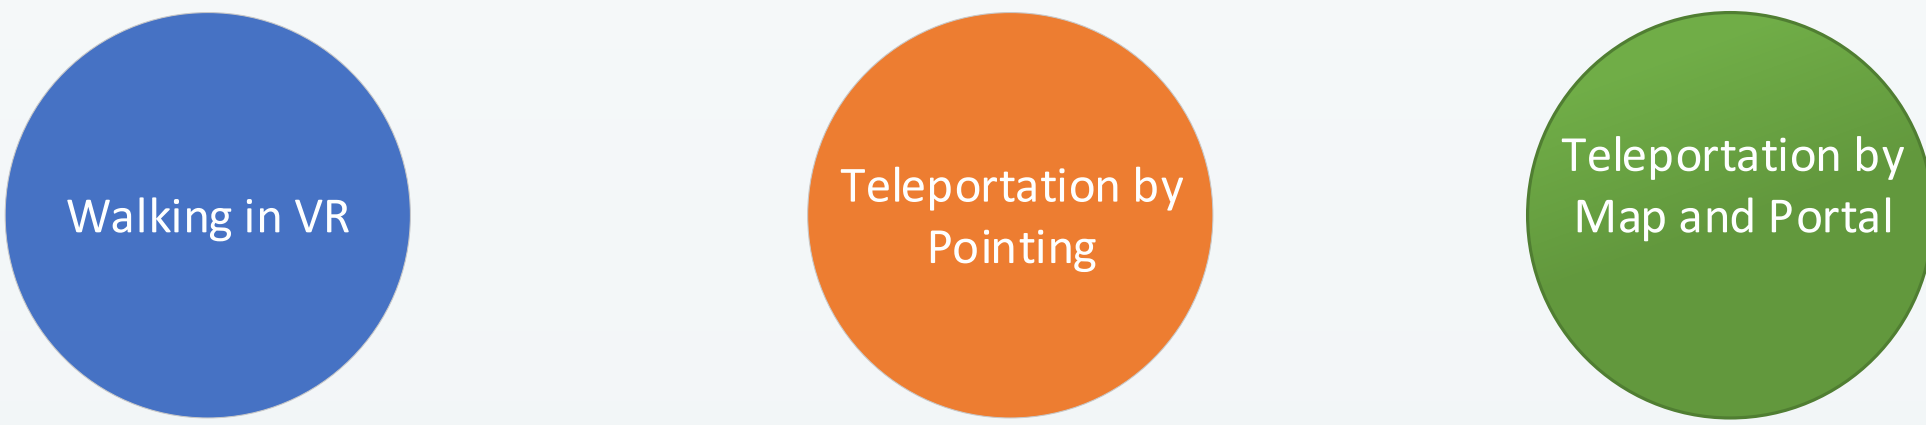 Walking in VR
Teleportation by
Pointing
Teleportation by
Map and Portal